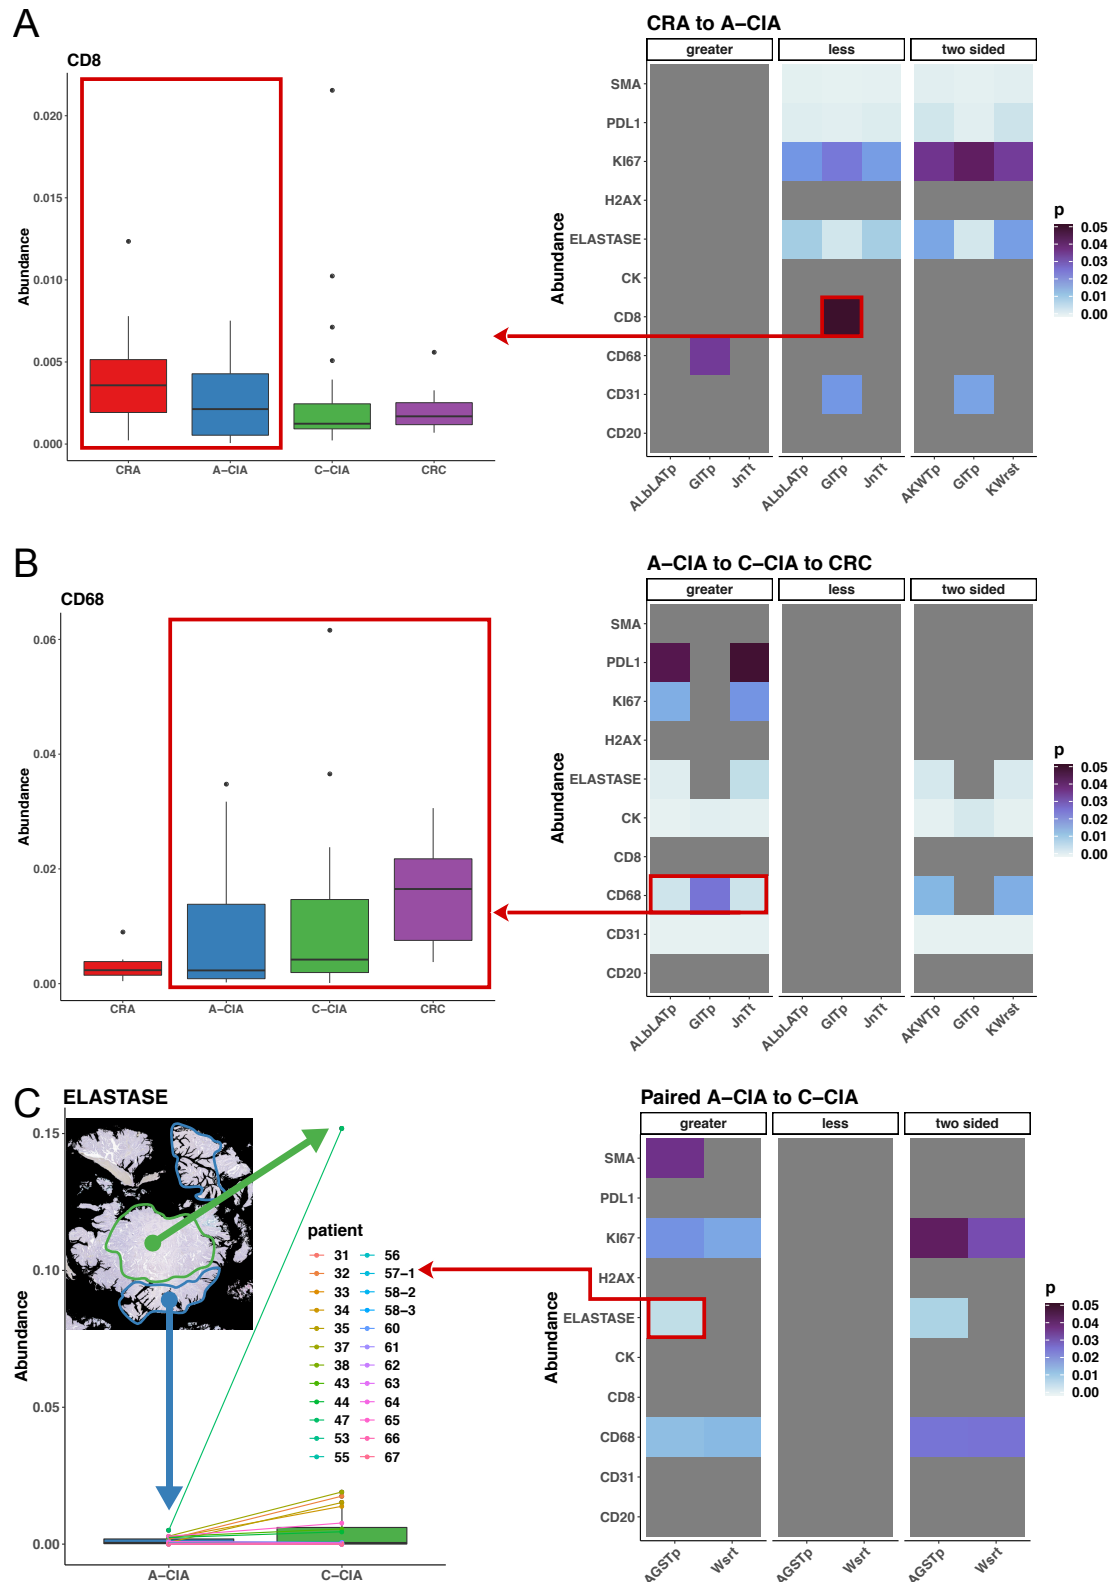 A
CD8
Abundance
0.020
0.015
0.010
0.005
0.000
CRA
A−CIA
C−CIA
CRC
CRA to A−CIA
greater
less
two sided
Abundance
SMA
PDL1
KI67
H2AX
ELASTASE
CK
CD8
CD68
CD31
CD20
ALbLATp
GITp
JnTt
ALbLATp
GITp
JnTt
AKWTp
GITp
KWrst
p
0.05
0.04
0.03
0.02
0.01
0.00
B
CD68
Abundance
0.06
0.04
0.02
0.00
CRA
A−CIA
C−CIA
CRC
A−CIA to C−CIA to CRC
greater
less
two sided
Abundance
SMA
PDL1
KI67
H2AX
ELASTASE
CK
CD8
CD68
CD31
CD20
ALbLATp
GITp
JnTt
ALbLATp
GITp
JnTt
AKWTp
GITp
KWrst
p
0.05
0.04
0.03
0.02
0.01
0.00
C
ELASTASE
Abundance
0.15
0.10
0.05
0.00
A−CIA
C−CIA
patient
31 56
32 57−1
33 58−2
34 58−3
35 60
37 61
38 62
43 63
44 64
47 65
53 66
55 67
Paired A−CIA to C−CIA
greater
less
two sided
Abundance
SMA
PDL1
KI67
H2AX
ELASTASE
CK
CD8
CD68
CD31
CD20
AGSTp
Wsrt
AGSTp
Wsrt
AGSTp
Wsrt
p
0.05
0.04
0.03
0.02
0.01
0.00